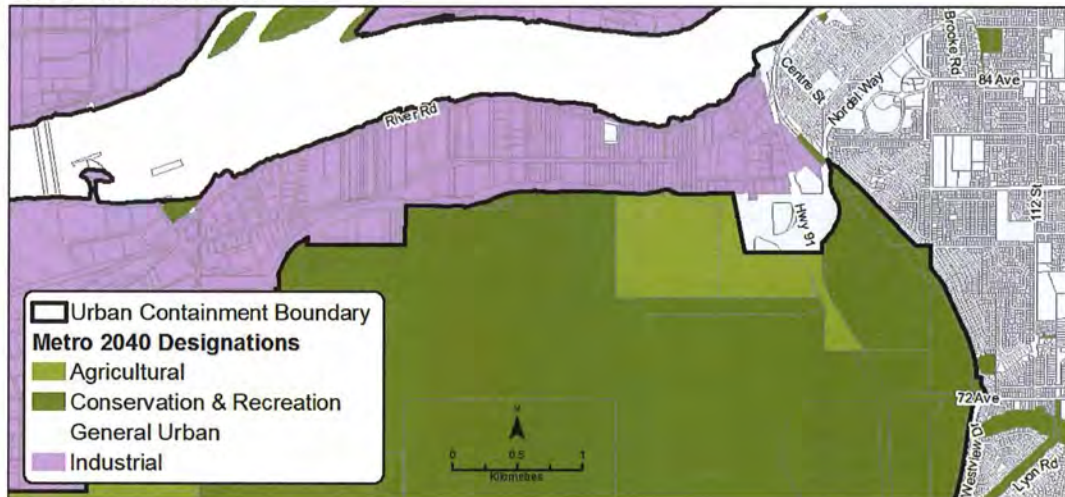 Brooke Rd
84 Ave
Centre St
Nordel Way
River Rd
112 St
Hwy 91
Urban Containment Boundary
Metro 2040 Designations
Agricultural
Conservation & Recreation
General Urban
Industrial
N
0 0.5 1
Kilometres
72 Ave
Westview Dr
Lyon Rd